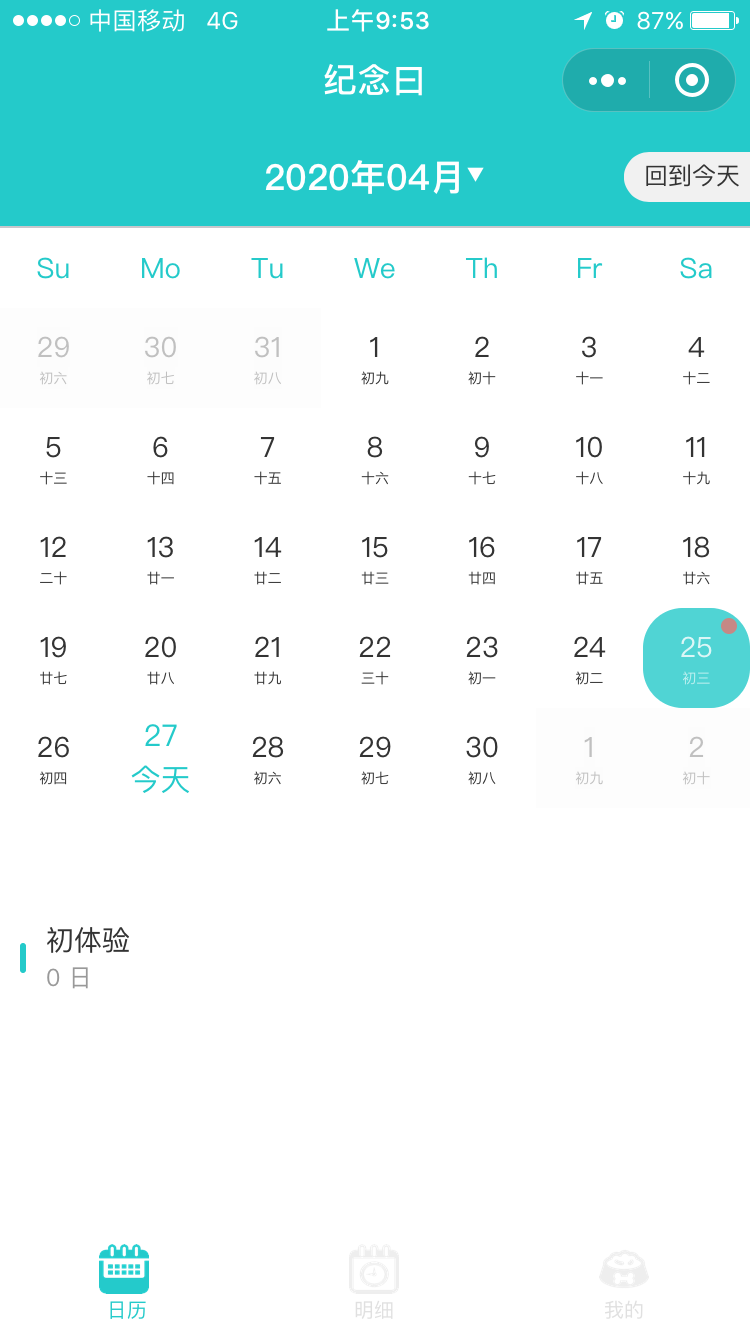 中国移动 4G 上午9:53 87%
纪念曰
2020年04月
回到今天
Su Mo Tu We Th Fr Sa
29 30 31 1 2 3 4
初六 初七 初八 初九 初十 十一 十二
5 6 7 8 9 10 11
十三 十四 十五 十六 十七 十八 十九
12 13 14 15 16 17 18
二十 廿一 廿二 廿三 廿四 廿五 廿六
19 20 21 22 23 24 25
廿七 廿八 廿九 三十 初一 初二 初三
26 27 28 29 30 1 2
初四 今天 初六 初七 初八 初九 初十
初体验
0 日
日历 明细 我的